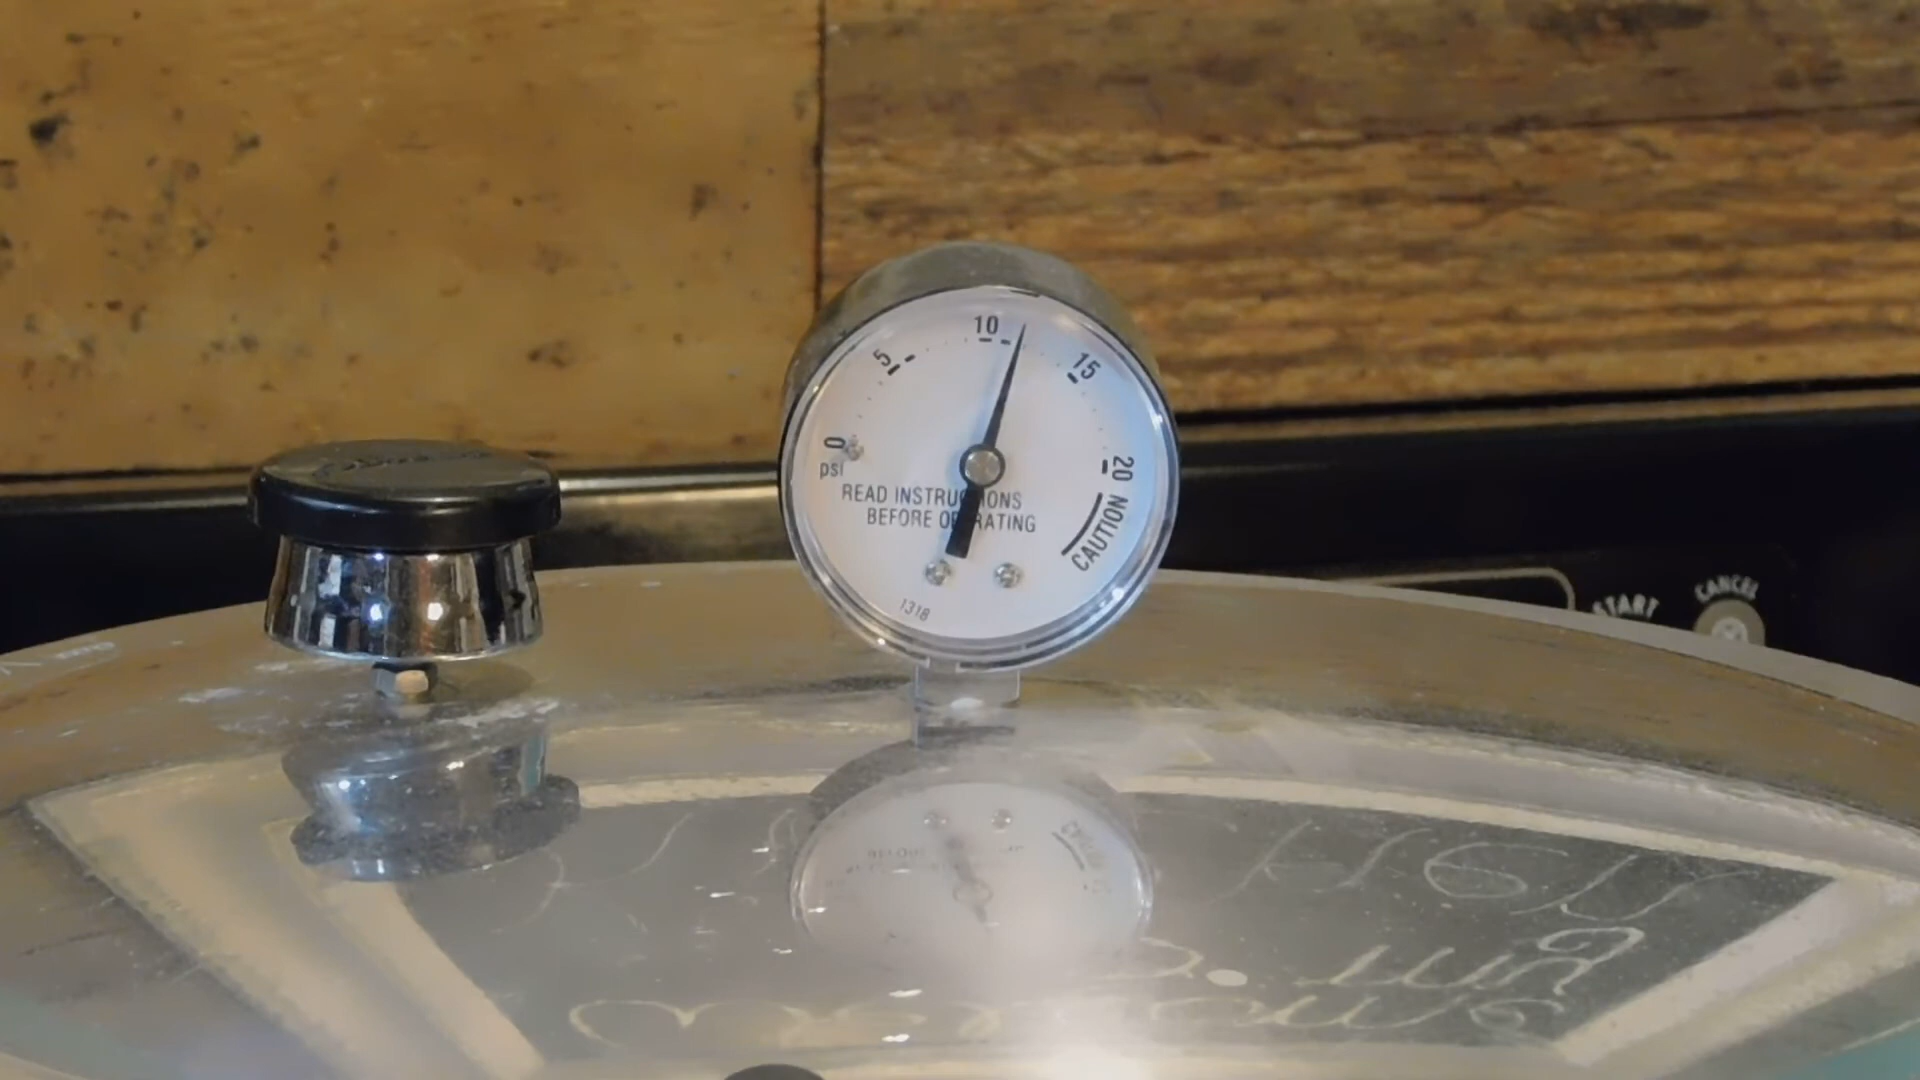 10
5
15
0
20
psi
READ INSTRUCTIONS
BEFORE OPERATING
CAUTION
1318
START
CANCEL